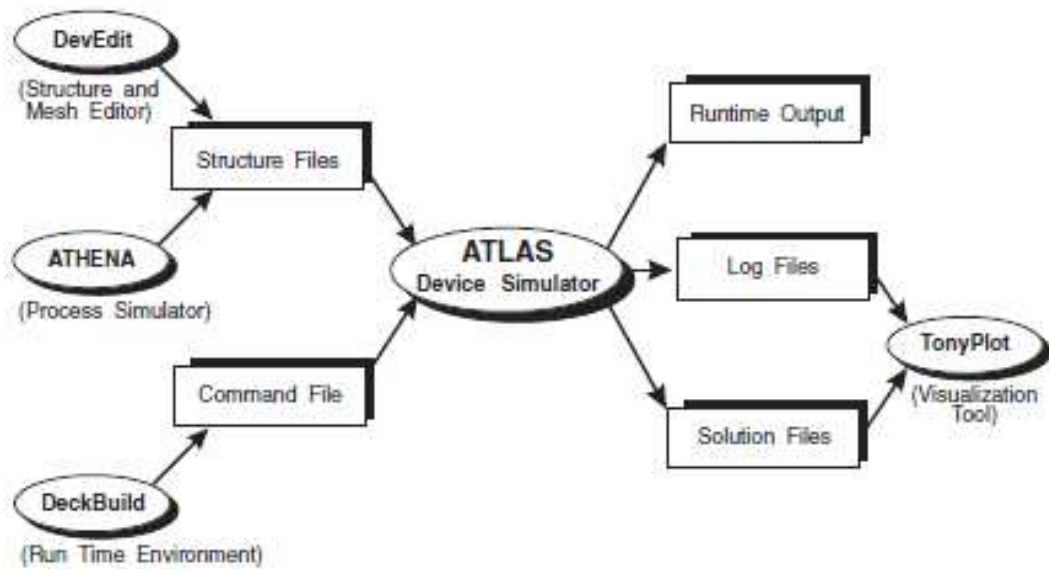 DevEdit
(Structure and
Mesh Editor)
Structure Files
ATHENA
(Process Simulator)
Command File
DeckBuild
(Run Time Environment)
ATLAS
Device Simulator
Runtime Output
Log Files
Solution Files
TonyPlot
(Visualization
Tool)